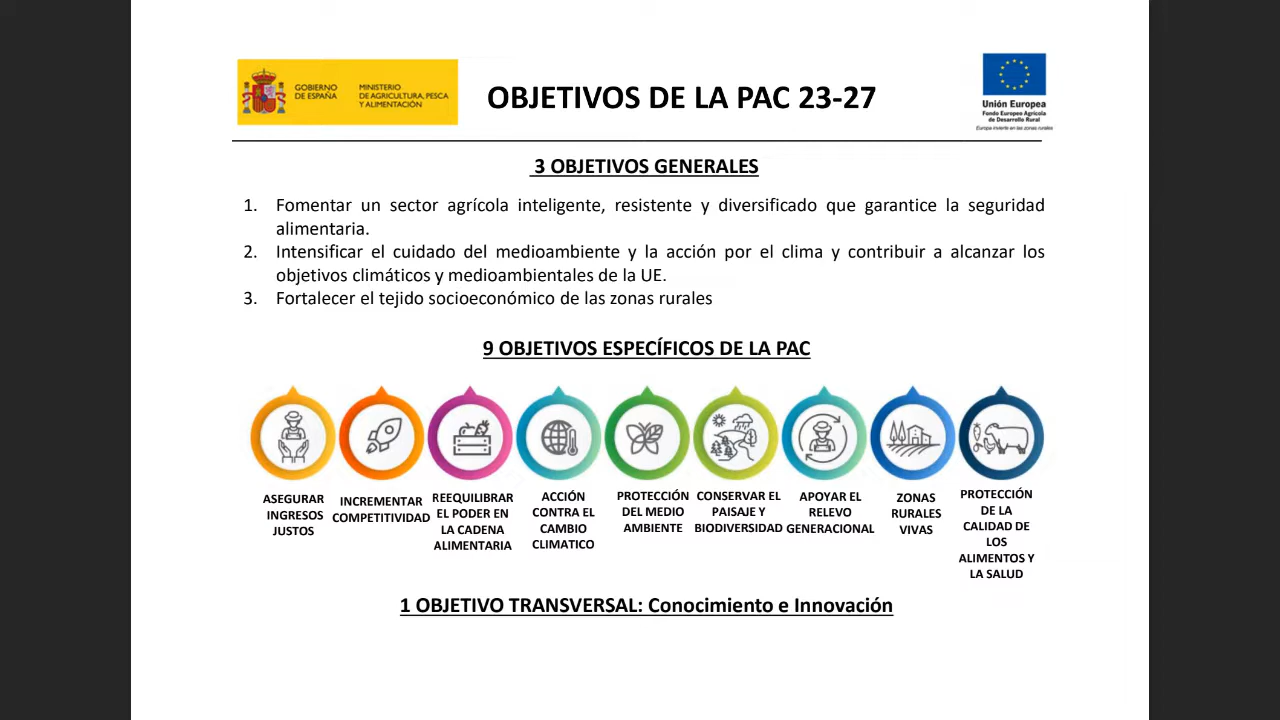 GOBIERNO
DE ESPAÑA
MINISTERIO
DE AGRICULTURA, PESCA
Y ALIMENTACIÓN
OBJETIVOS DE LA PAC 23-27
Unión Europea
Fondo Europeo Agrícola
de Desarrollo Rural
Europa invierte en las zonas rurales
3 OBJETIVOS GENERALES
1. Fomentar un sector agrícola inteligente, resistente y diversificado que garantice la seguridad
alimentaria.
2. Intensificar el cuidado del medioambiente y la acción por el clima y contribuir a alcanzar los
objetivos climáticos y medioambientales de la UE.
3. Fortalecer el tejido socioeconómico de las zonas rurales
9 OBJETIVOS ESPECÍFICOS DE LA PAC
ASEGURAR
INGRESOS
JUSTOS
INCREMENTAR
COMPETITIVIDAD
REEQUILIBRAR
EL PODER EN
LA CADENA
ALIMENTARIA
ACCIÓN
CONTRA EL
CAMBIO
CLIMATICO
PROTECCIÓN
DEL MEDIO
AMBIENTE
CONSERVAR EL
PAISAJE Y
BIODIVERSIDAD
APOYAR EL
RELEVO
GENERACIONAL
ZONAS
RURALES
VIVAS
PROTECCIÓN
DE LA
CALIDAD DE
LOS
ALIMENTOS Y
LA SALUD
1 OBJETIVO TRANSVERSAL: Conocimiento e Innovación